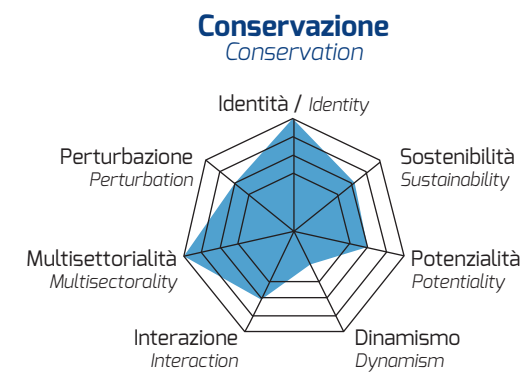 Conservazione
Conservation
Identità / Identity
Perturbazione
Perturbation
Sostenibilità
Sustainability
Multisettorialità
Multisectorality
Potenzialità
Potentiality
Interazione
Interaction
Dinamismo
Dynamism